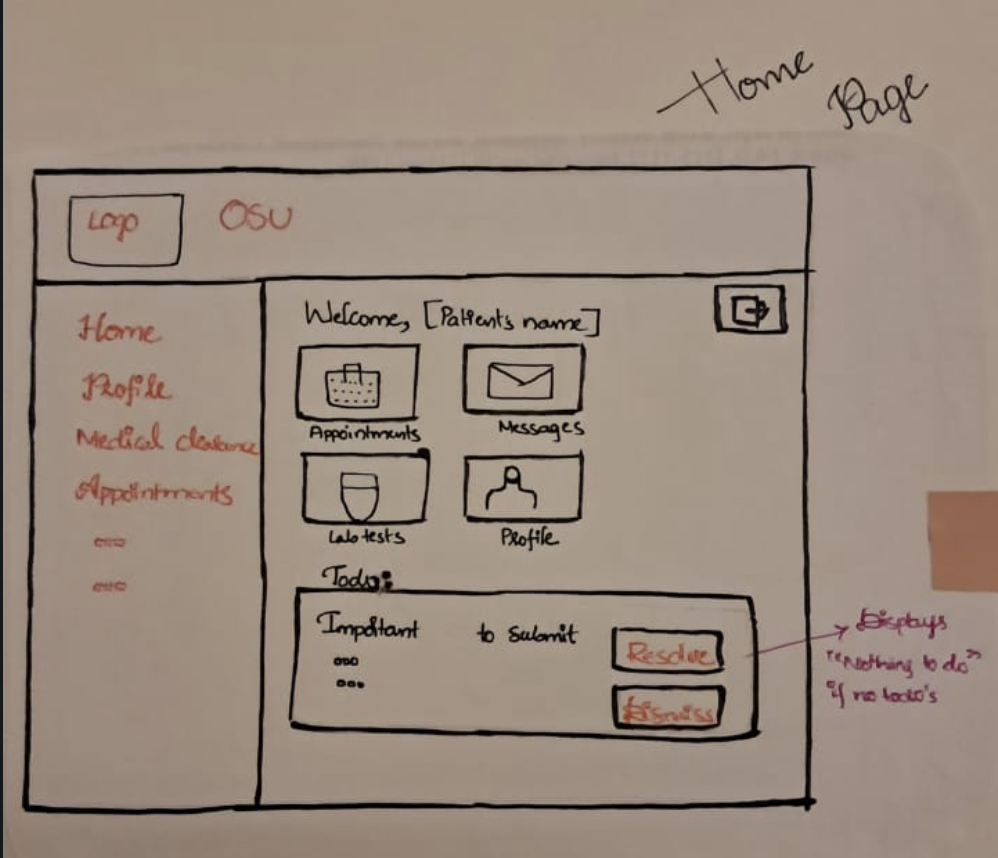 Home Page
Logo
OSU
Home
Profile
Medical clearance
Appointments
Welcome, [Patients name]
Appointments
Messages
Lab tests
Profile
Todo:
Important to submit
Resolve
Dismiss
Displays
"Nothing to do"
if no todo's